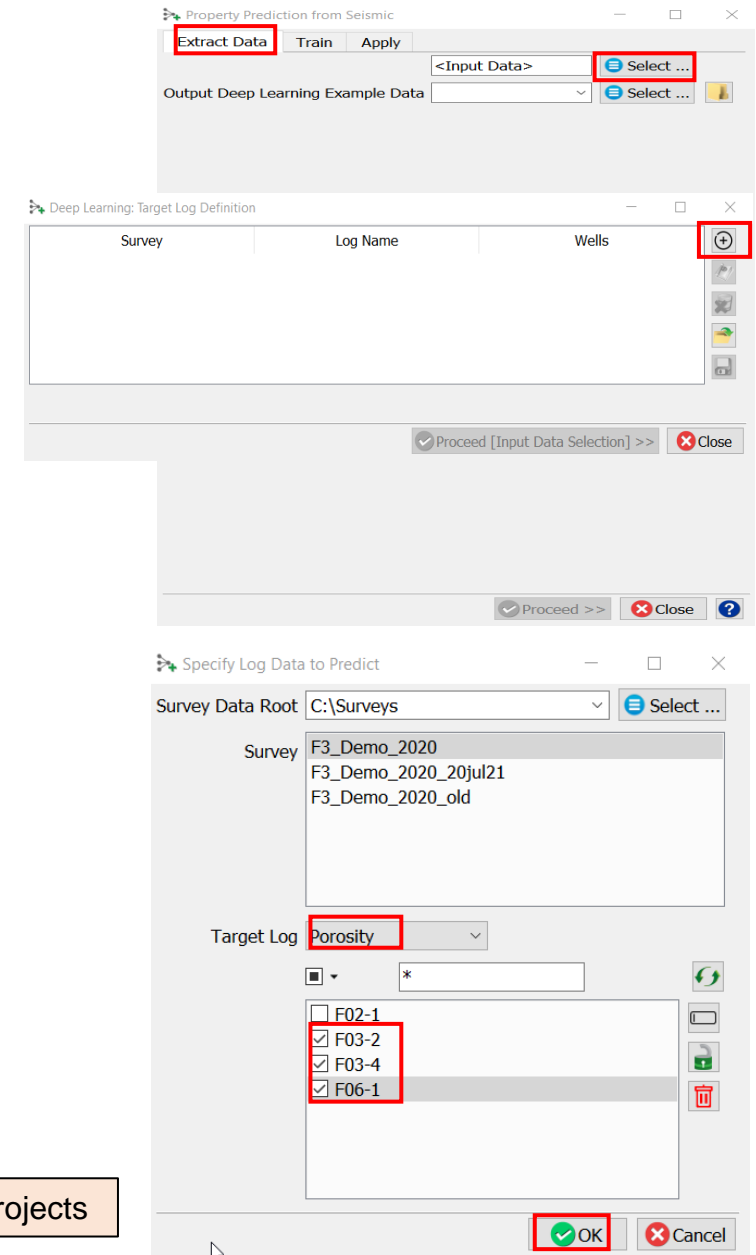 Property Prediction from Seismic
Extract Data Train Apply
<Input Data> Select ...
Output Deep Learning Example Data Select ...
Deep Learning: Target Log Definition
Survey Log Name Wells
Proceed [Input Data Selection] >> Close
Proceed >> Close ?
Specify Log Data to Predict
Survey Data Root C:\Surveys Select ...
Survey F3_Demo_2020
F3_Demo_2020_20jul21
F3_Demo_2020_old
Target Log Porosity
*
F02-1
F03-2
F03-4
F06-1
rojects
OK Cancel